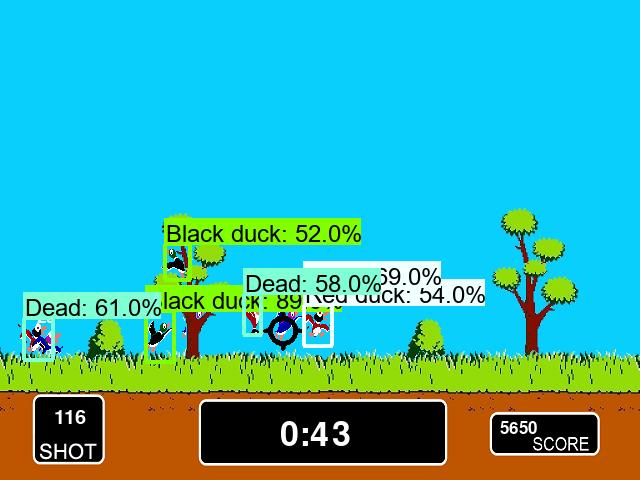 Black duck: 52.0%
69.0%
Dead: 58.0%
Red duck: 54.0%
lack duck: 89
Dead: 61.0%
116
SHOT
0:43
5650
SCORE